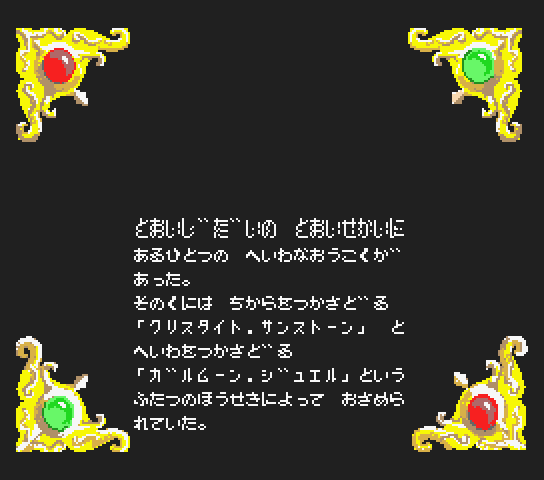 とおいじだいの　とおいせかいに
あるひとつの　へいわなおうこくが
あった。
そのくには　ちからをつかさどる
「クリスタイト.サンストーン」　と
へいわをつかさどる
「ガルムーン.ジュエル」という
ふたつのほうせきによって　おさめら
れていた。